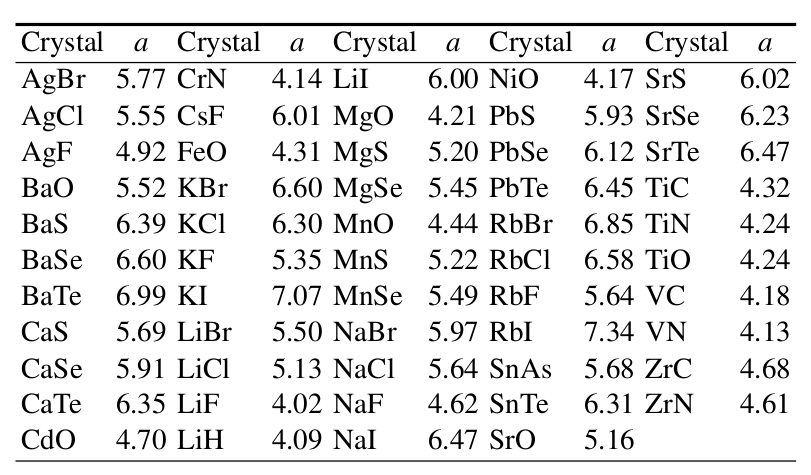 Crystal a Crystal a Crystal a Crystal a Crystal a
AgBr 5.77 CrN 4.14 LiI 6.00 NiO 4.17 SrS 6.02
AgCl 5.55 CsF 6.01 MgO 4.21 PbS 5.93 SrSe 6.23
AgF 4.92 FeO 4.31 MgS 5.20 PbSe 6.12 SrTe 6.47
BaO 5.52 KBr 6.60 MgSe 5.45 PbTe 6.45 TiC 4.32
BaS 6.39 KCl 6.30 MnO 4.44 RbBr 6.85 TiN 4.24
BaSe 6.60 KF 5.35 MnS 5.22 RbCl 6.58 TiO 4.24
BaTe 6.99 KI 7.07 MnSe 5.49 RbF 5.64 VC 4.18
CaS 5.69 LiBr 5.50 NaBr 5.97 RbI 7.34 VN 4.13
CaSe 5.91 LiCl 5.13 NaCl 5.64 SnAs 5.68 ZrC 4.68
CaTe 6.35 LiF 4.02 NaF 4.62 SnTe 6.31 ZrN 4.61
CdO 4.70 LiH 4.09 NaI 6.47 SrO 5.16